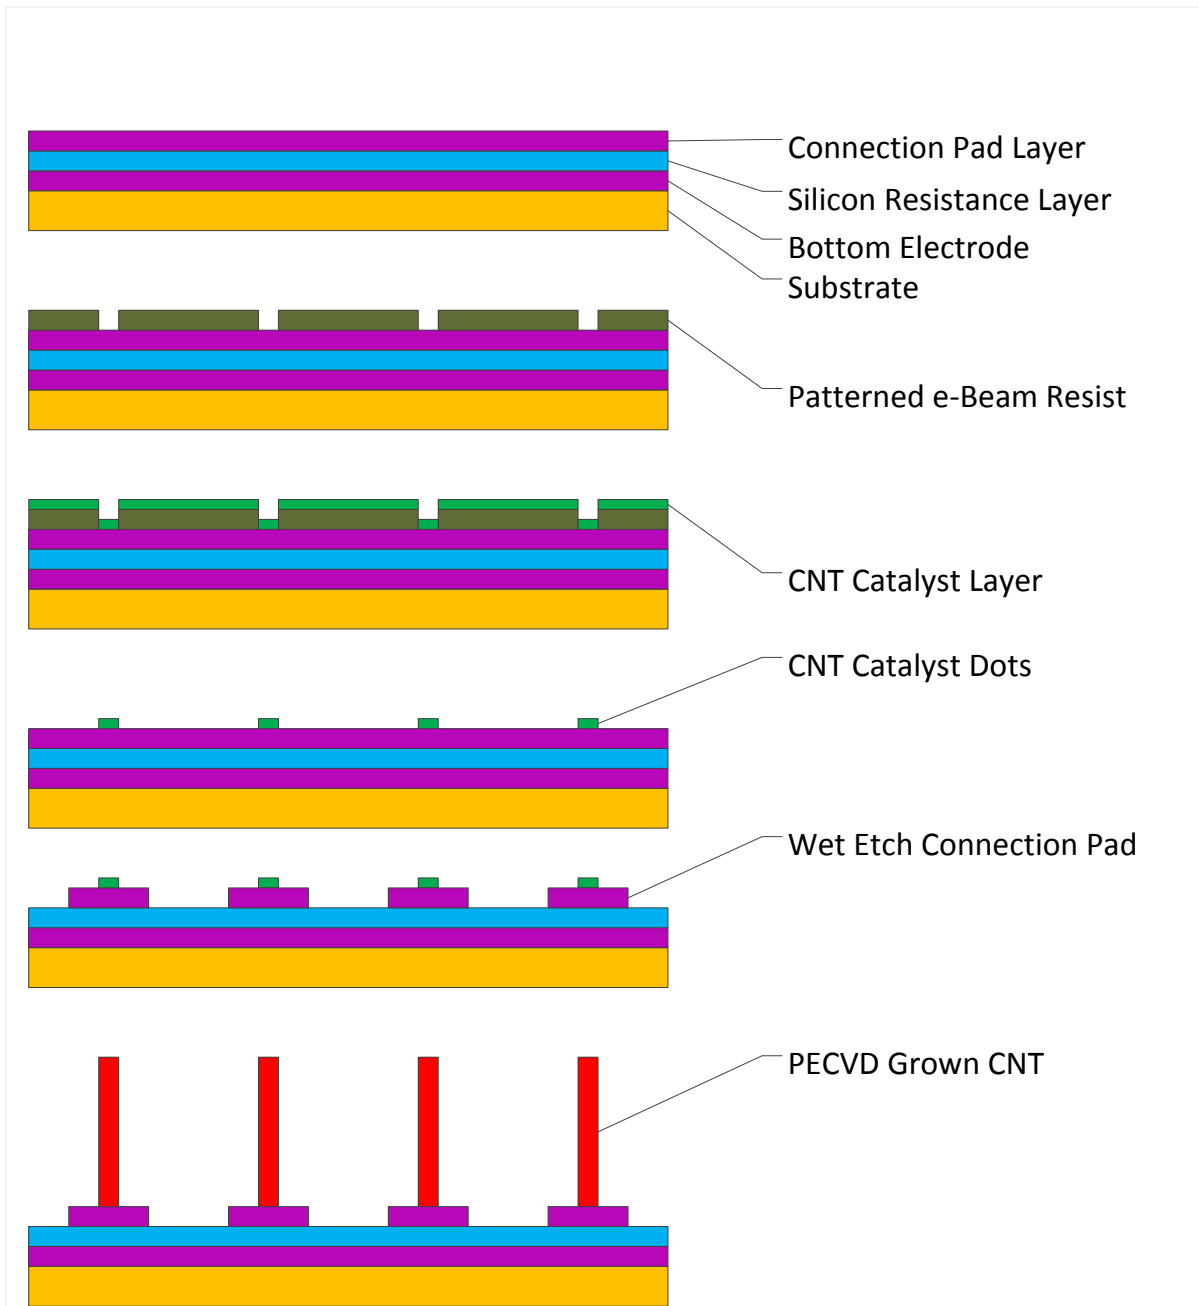 Connection Pad Layer
Silicon Resistance Layer
Bottom Electrode
Substrate
Patterned e-Beam Resist
CNT Catalyst Layer
CNT Catalyst Dots
Wet Etch Connection Pad
PECVD Grown CNT